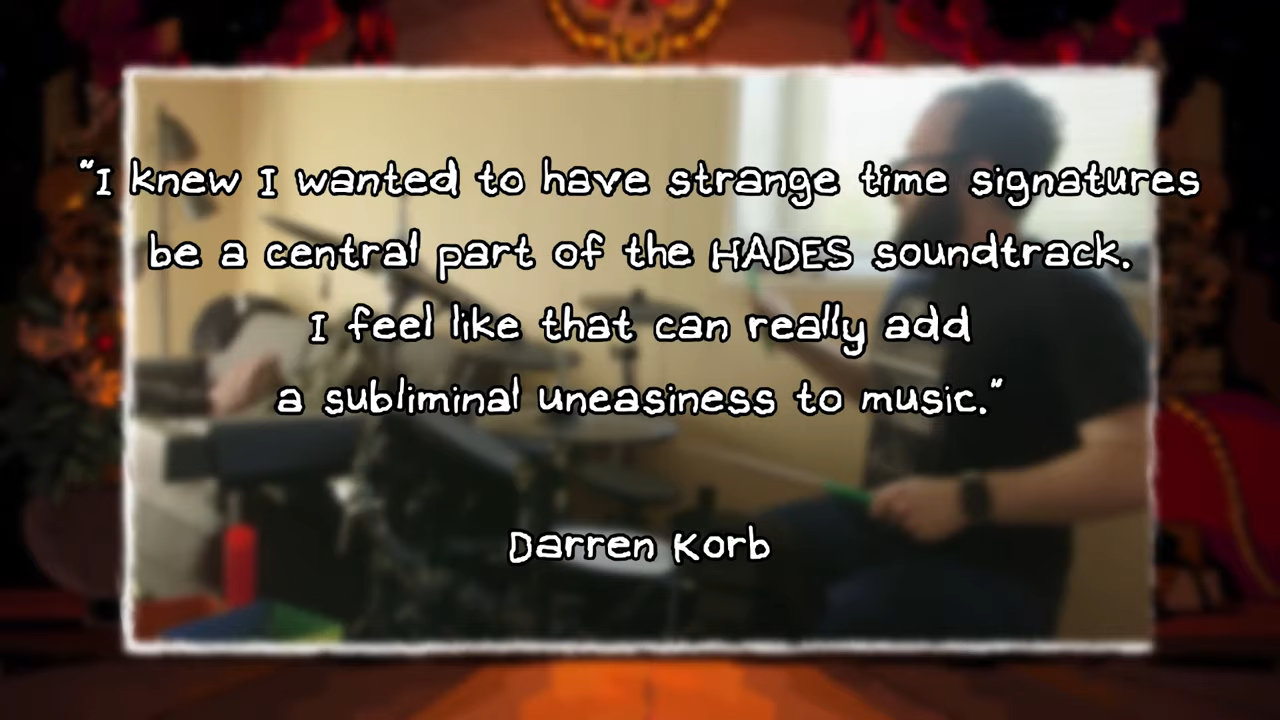 “I knew I wanted to have strange time signatures
be a central part of the HADES soundtrack.
I feel like that can really add
a subliminal uneasiness to music.”
Darren Korb